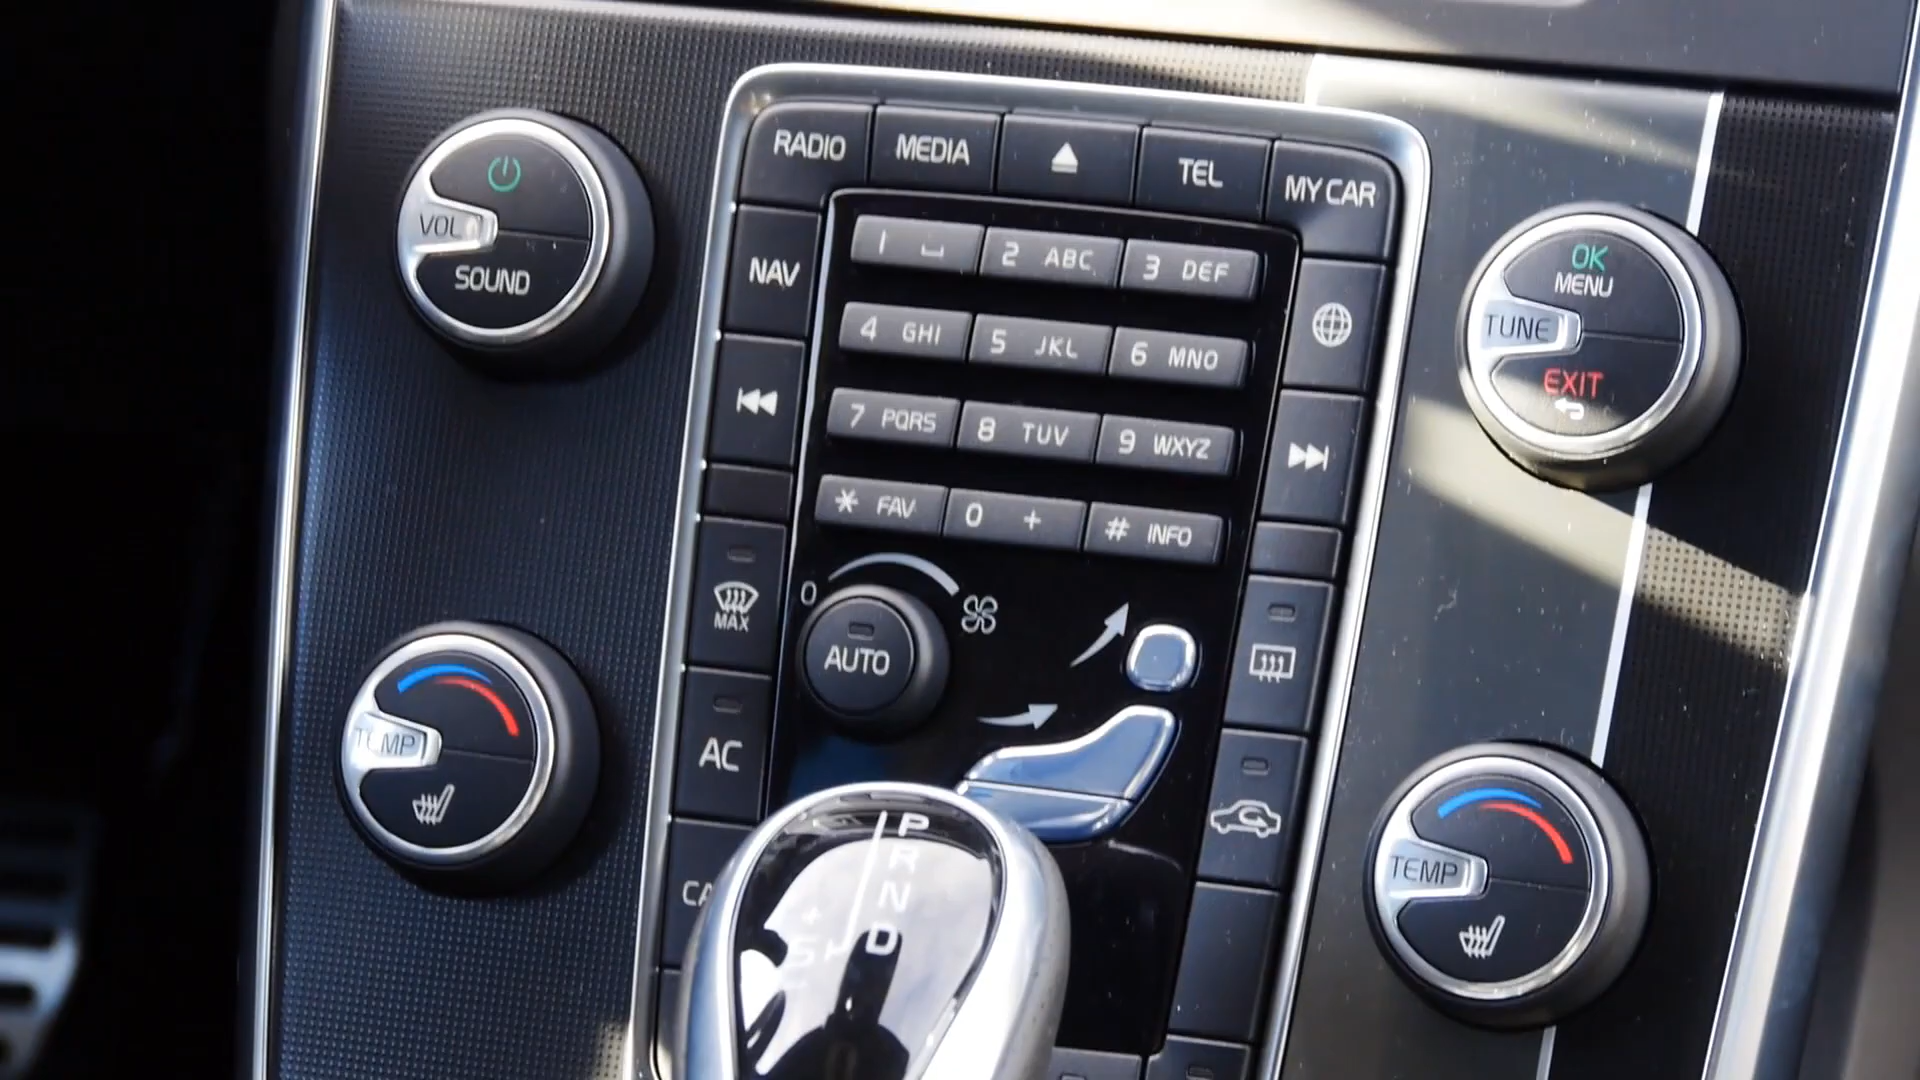 RADIO
MEDIA
TEL
MY CAR
VOL
SOUND
NAV
1
2 ABC
3 DEF
4 GHI
5 JKL
6 MNO
7 PQRS
8 TUV
9 WXYZ
* FAV
0 +
# INFO
OK
MENU
TUNE
EXIT
MAX
0
AUTO
AC
TEMP
TEMP
P
R
N
D
+
S